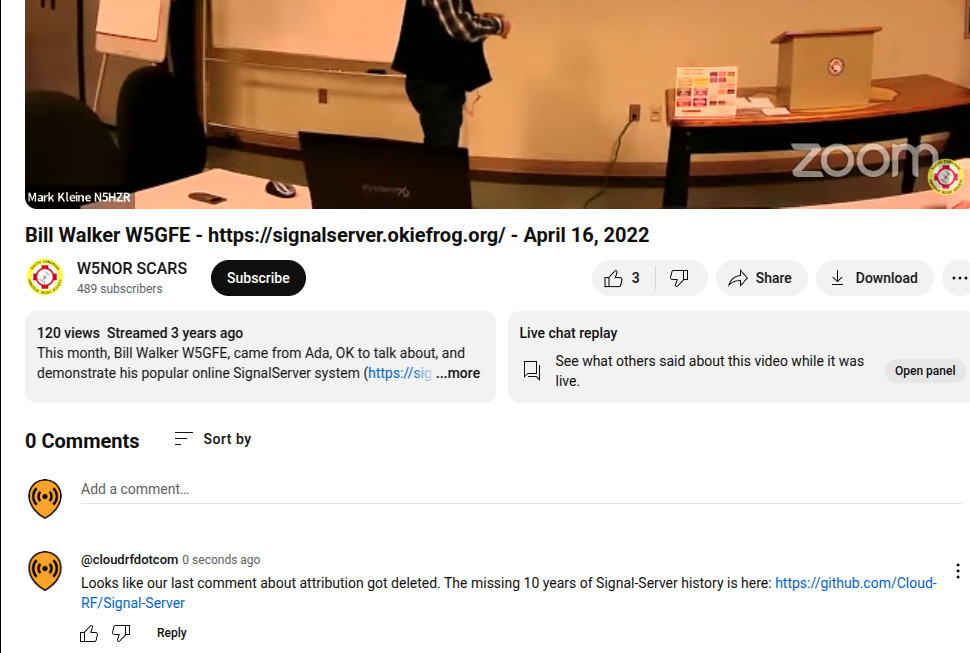 zoom
Mark Kleine N5HZR
Bill Walker W5GFE - https://signalserver.okiefrog.org/ - April 16, 2022
W5NOR SCARS
489 subscribers
Subscribe
3
Share
Download
120 views Streamed 3 years ago
This month, Bill Walker W5GFE, came from Ada, OK to talk about, and
demonstrate his popular online SignalServer system (https://sig ...more
Live chat replay
See what others said about this video while it was
live.
Open panel
0 Comments
Sort by
Add a comment…
@cloudrfdotcom 0 seconds ago
Looks like our last comment about attribution got deleted. The missing 10 years of Signal-Server history is here: https://github.com/Cloud-
RF/Signal-Server
Reply